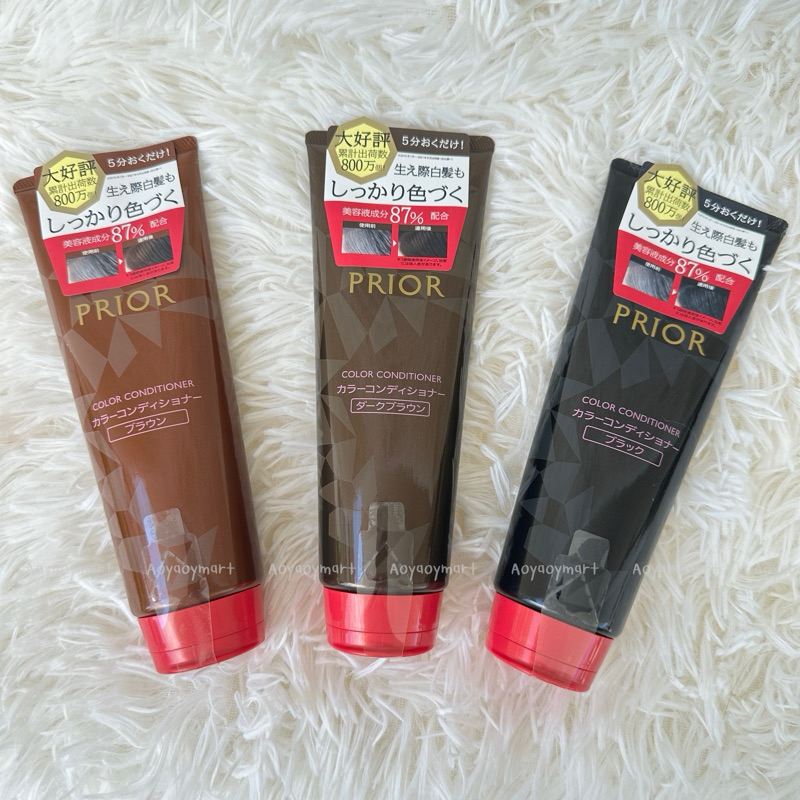 5分おくだけ!
大好評
累計出荷数
800万個
生え際白髪も
しっかり色づく
美容液成分87%配合
使用前
適用後
PRIOR
COLOR CONDITIONER
カラーコンディショナー
ブラウン
5分おくだけ!
大好評
累計出荷数
800万個
生え際白髪も
しっかり色づく
美容液成分87%配合
使用前
適用後
PRIOR
COLOR CONDITIONER
カラーコンディショナー
ダークブラウン
5分おくだけ!
大好評
累計出荷数
800万個
生え際白髪も
しっかり色づく
美容液成分87%配合
使用前
適用後
PRIOR
COLOR CONDITIONER
カラーコンディショナー
ブラック
Aoyaoymart Aoyaoymart Aoyaoymart Aoyaoymart Aoyaoymart